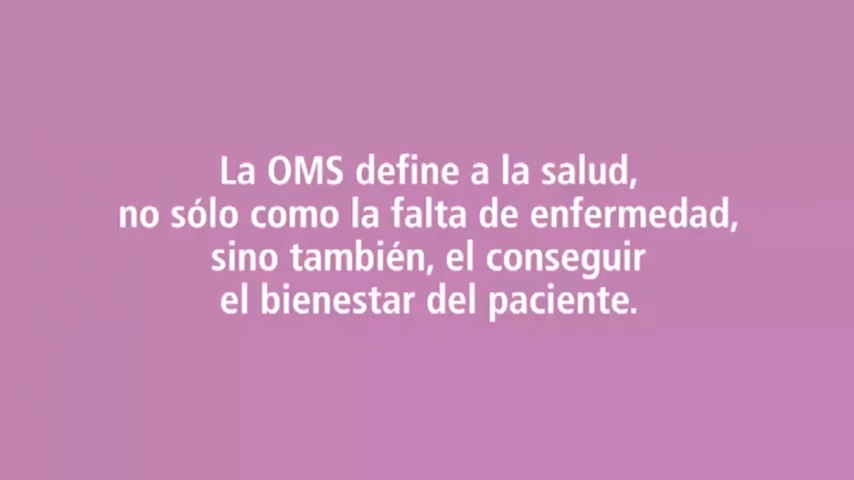 La OMS define a la salud,
no sólo como la falta de enfermedad,
sino también, el conseguir
el bienestar del paciente.